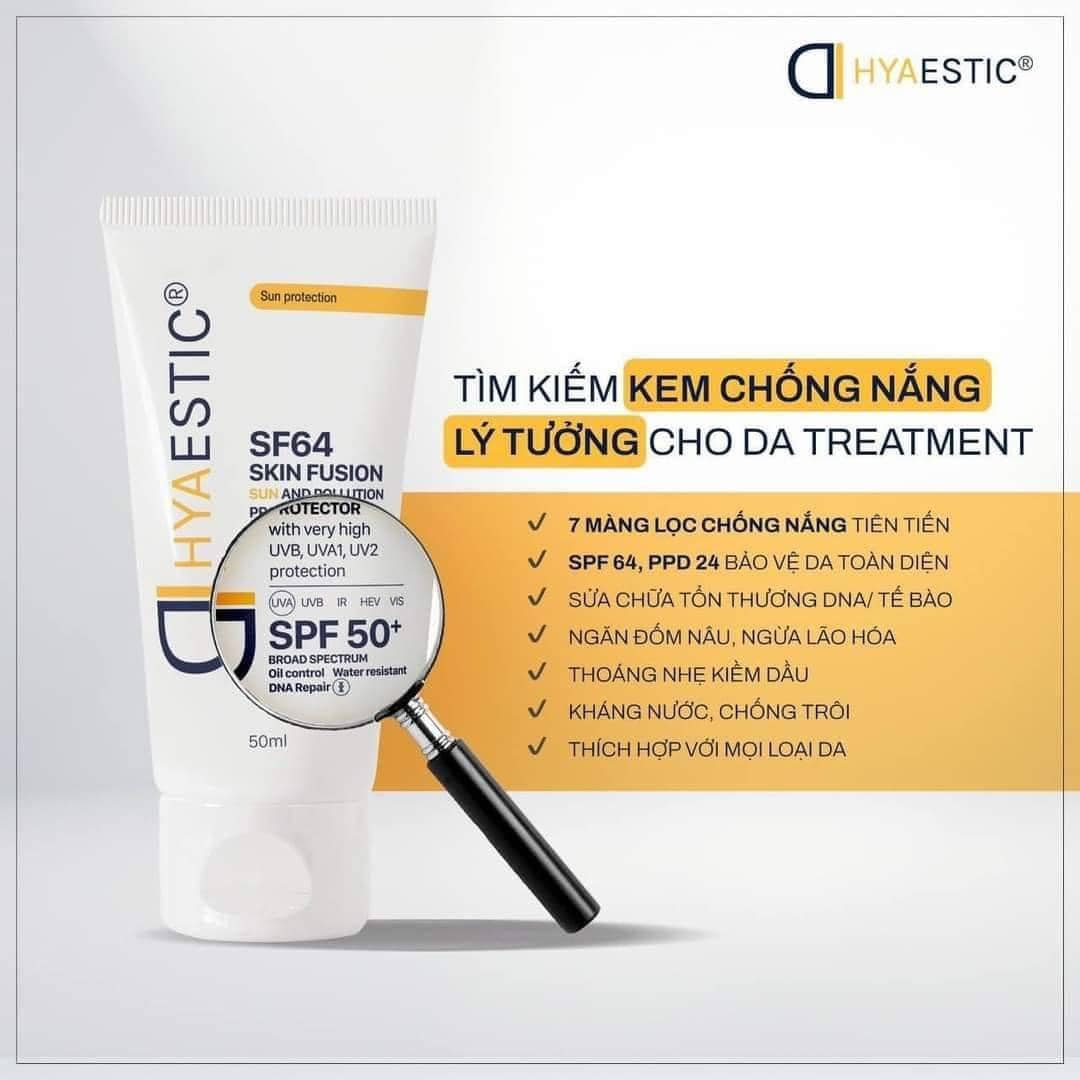 HYAESTIC®
Sun protection
HYAESTIC®
SF64
SKIN FUSION
SUN AND POLLUTION
PROTECTOR
with very high
UVB, UVA1, UV2
protection
UVA UVB IR HEV VIS
SPF 50+
BROAD SPECTRUM
Oil control Water resistant
DNA Repair
50ml
TÌM KIẾM KEM CHỐNG NẮNG
LÝ TƯỞNG CHO DA TREATMENT
7 MÀNG LỌC CHỐNG NẮNG TIÊN TIẾN
SPF 64, PPD 24 BẢO VỆ DA TOÀN DIỆN
SỬA CHỮA TỔN THƯƠNG DNA/ TẾ BÀO
NGĂN ĐỐM NÂU, NGỪA LÃO HÓA
THOÁNG NHẸ KIỀM DẦU
KHÁNG NƯỚC, CHỐNG TRÔI
THÍCH HỢP VỚI MỌI LOẠI DA